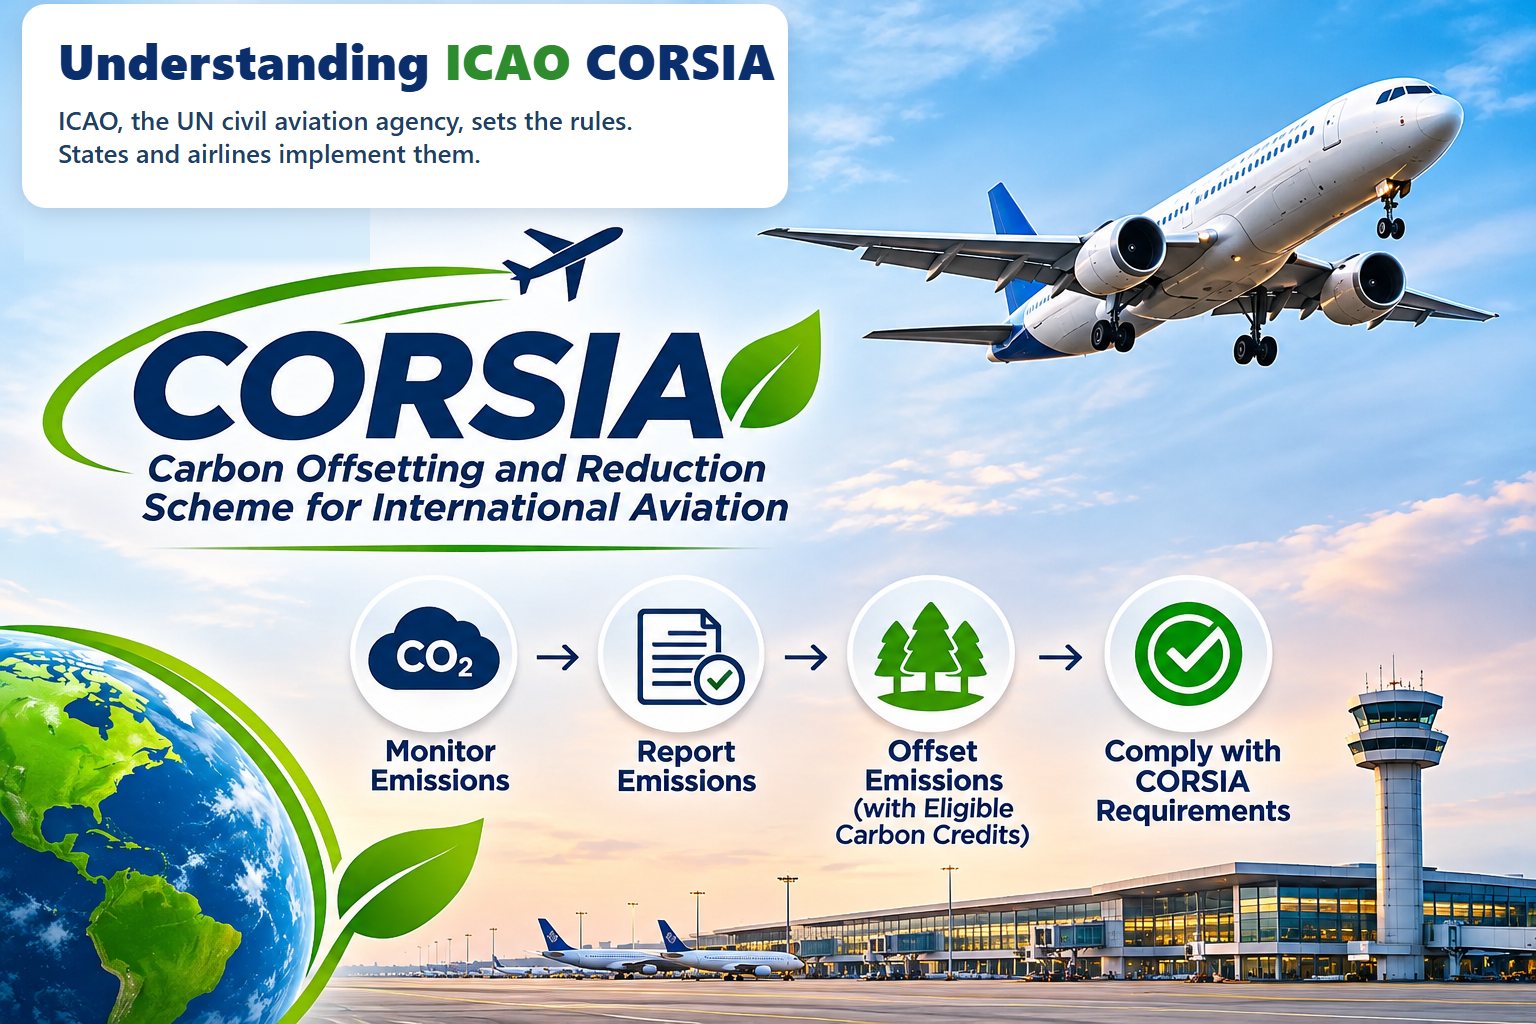 Understanding ICAO CORSIA
ICAO, the UN civil aviation agency, sets the rules.
States and airlines implement them.
CORSIA
Carbon Offsetting and Reduction
Scheme for International Aviation
CO₂
Monitor
Emissions
Report
Emissions
Offset
Emissions
(with Eligible
Carbon Credits)
Comply with
CORSIA
Requirements